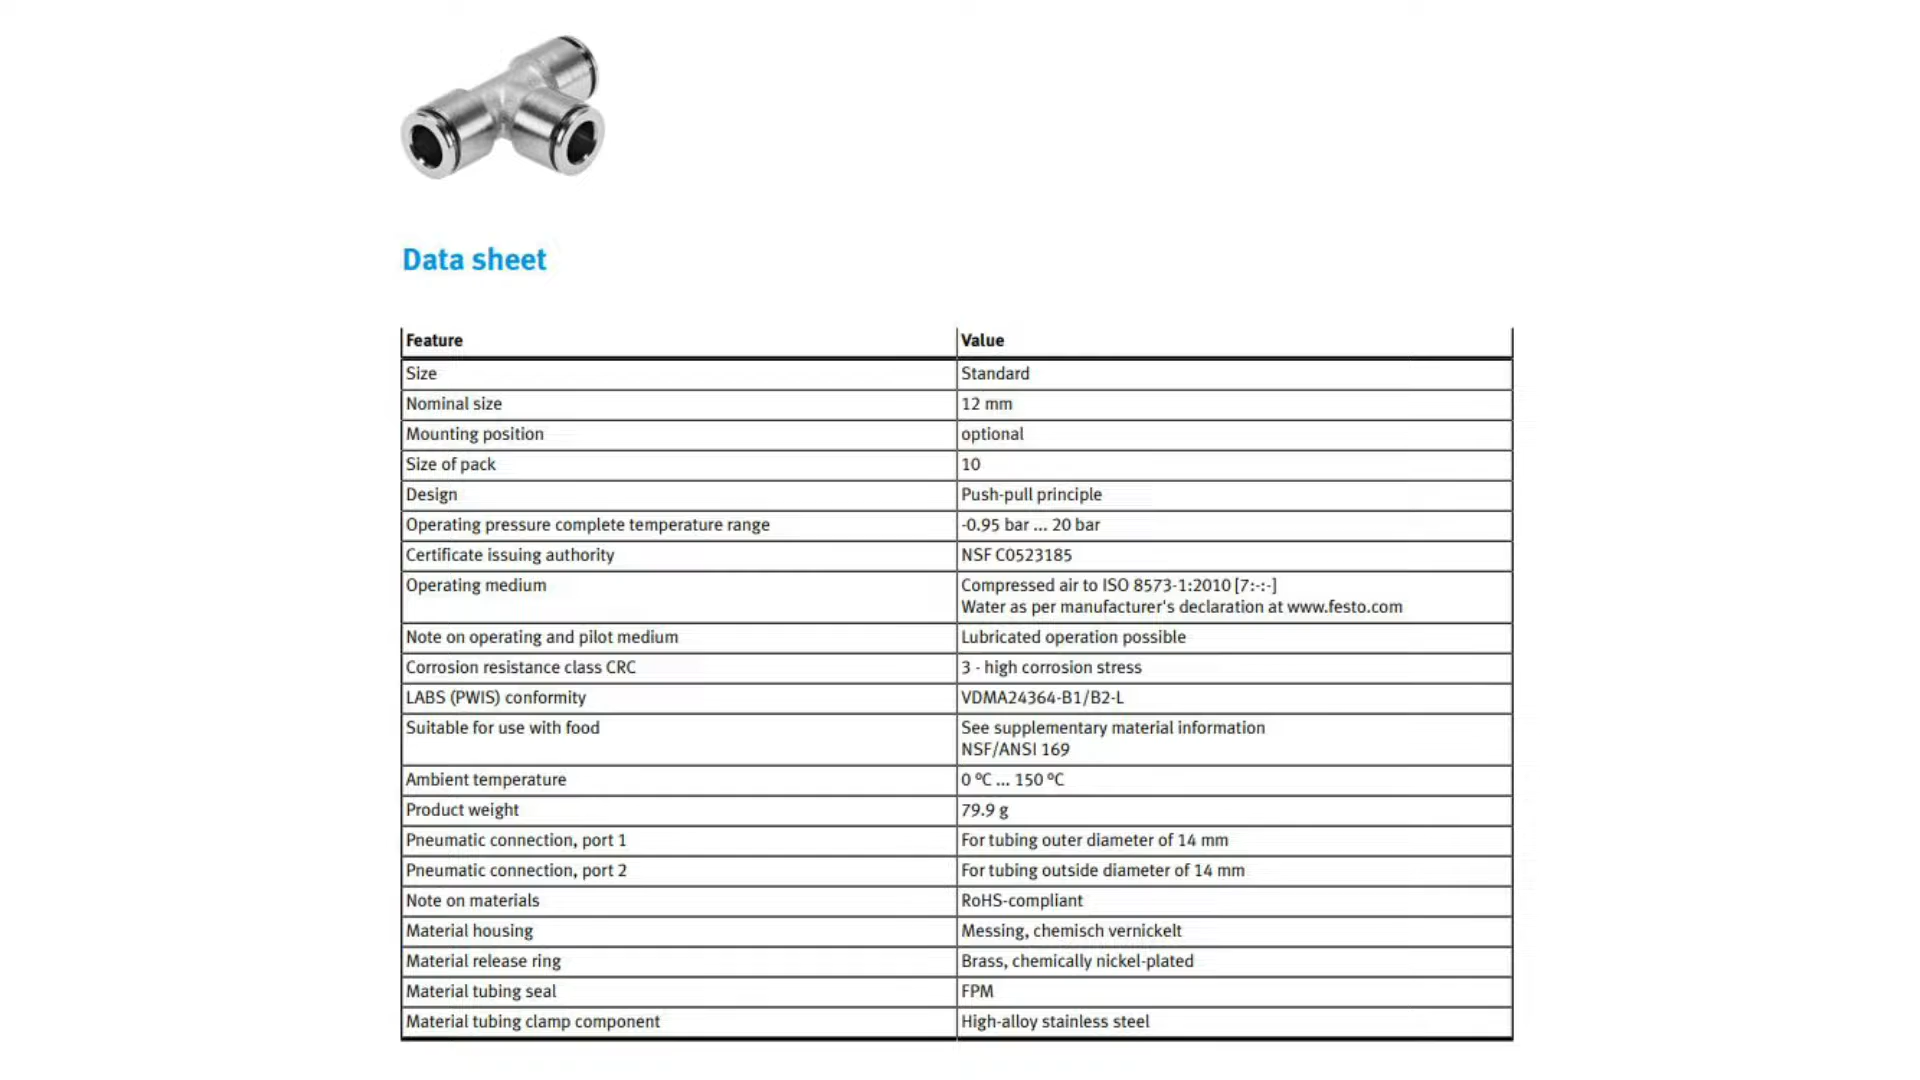 Data sheet
Feature Value
Size Standard
Nominal size 12 mm
Mounting position optional
Size of pack 10
Design Push-pull principle
Operating pressure complete temperature range -0.95 bar ... 20 bar
Certificate issuing authority NSF C0523185
Operating medium Compressed air to ISO 8573-1:2010 [7:-:-]
Water as per manufacturer's declaration at www.festo.com
Note on operating and pilot medium Lubricated operation possible
Corrosion resistance class CRC 3 - high corrosion stress
LABS (PWIS) conformity VDMA24364-B1/B2-L
Suitable for use with food See supplementary material information
NSF/ANSI 169
Ambient temperature 0 °C ... 150 °C
Product weight 79.9 g
Pneumatic connection, port 1 For tubing outer diameter of 14 mm
Pneumatic connection, port 2 For tubing outside diameter of 14 mm
Note on materials RoHS-compliant
Material housing Messing, chemisch vernickelt
Material release ring Brass, chemically nickel-plated
Material tubing seal FPM
Material tubing clamp component High-alloy stainless steel